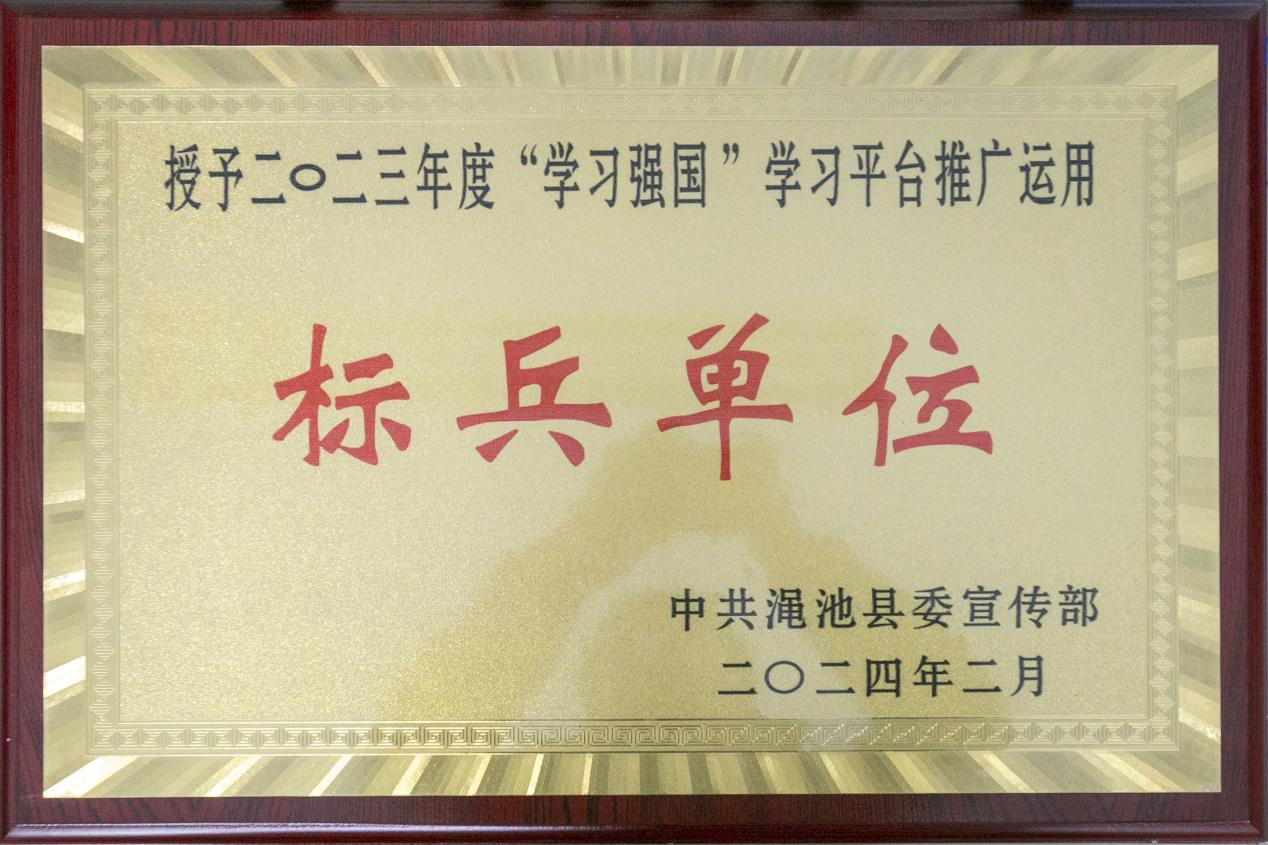 授予二〇二三年度“学习强国”学习平台推广运用
标兵单位
中共渑池县委宣传部
二〇二四年二月